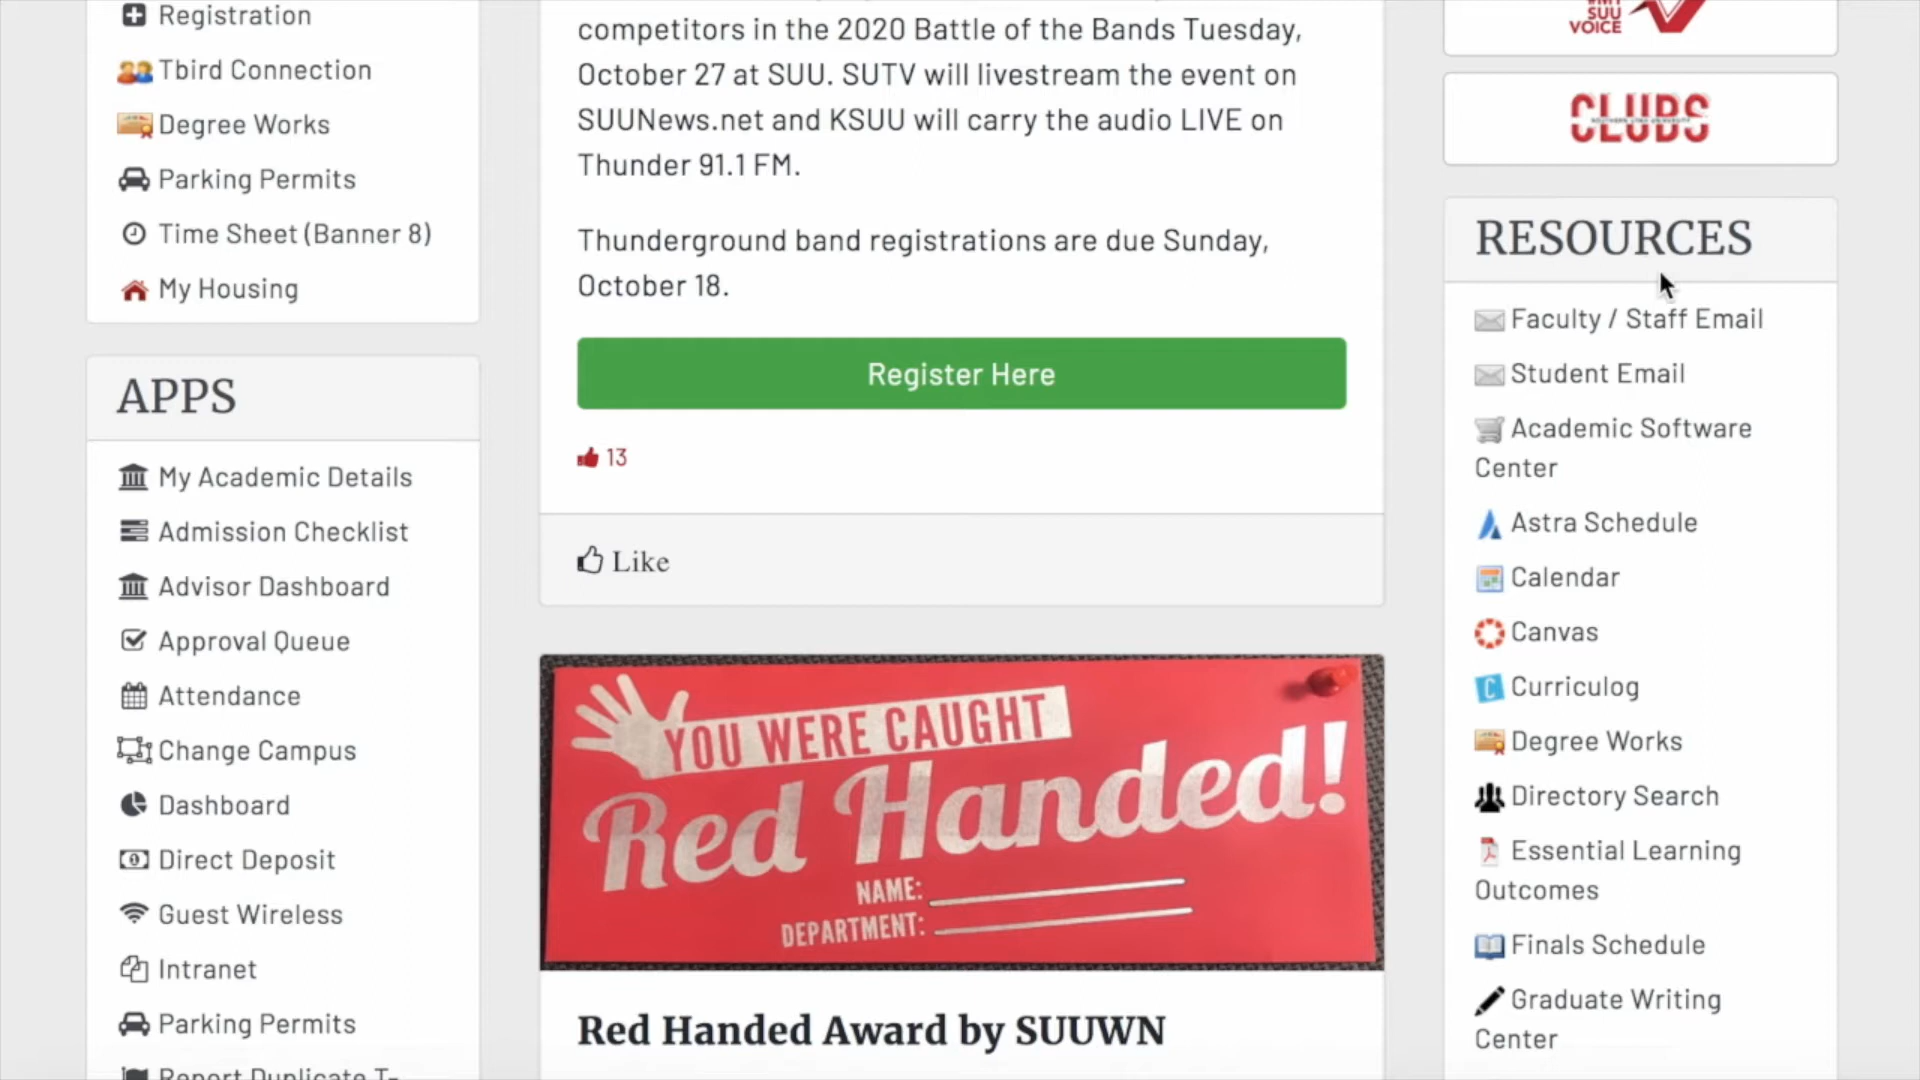 Registration
Tbird Connection
Degree Works
Parking Permits
Time Sheet (Banner 8)
My Housing
APPS
My Academic Details
Admission Checklist
Advisor Dashboard
Approval Queue
Attendance
Change Campus
Dashboard
Direct Deposit
Guest Wireless
Intranet
Parking Permits
Report Duplicate T-
competitors in the 2020 Battle of the Bands Tuesday,
October 27 at SUU. SUTV will livestream the event on
SUUNews.net and KSUU will carry the audio LIVE on
Thunder 91.1 FM.
Thunderground band registrations are due Sunday,
October 18.
Register Here
13
Like
YOU WERE CAUGHT
Red Handed!
NAME:
DEPARTMENT:
Red Handed Award by SUUWN
SUU
VOICE
CLUBS
RESOURCES
Faculty / Staff Email
Student Email
Academic Software
Center
Astra Schedule
Calendar
Canvas
Curriculog
Degree Works
Directory Search
Essential Learning
Outcomes
Finals Schedule
Graduate Writing
Center